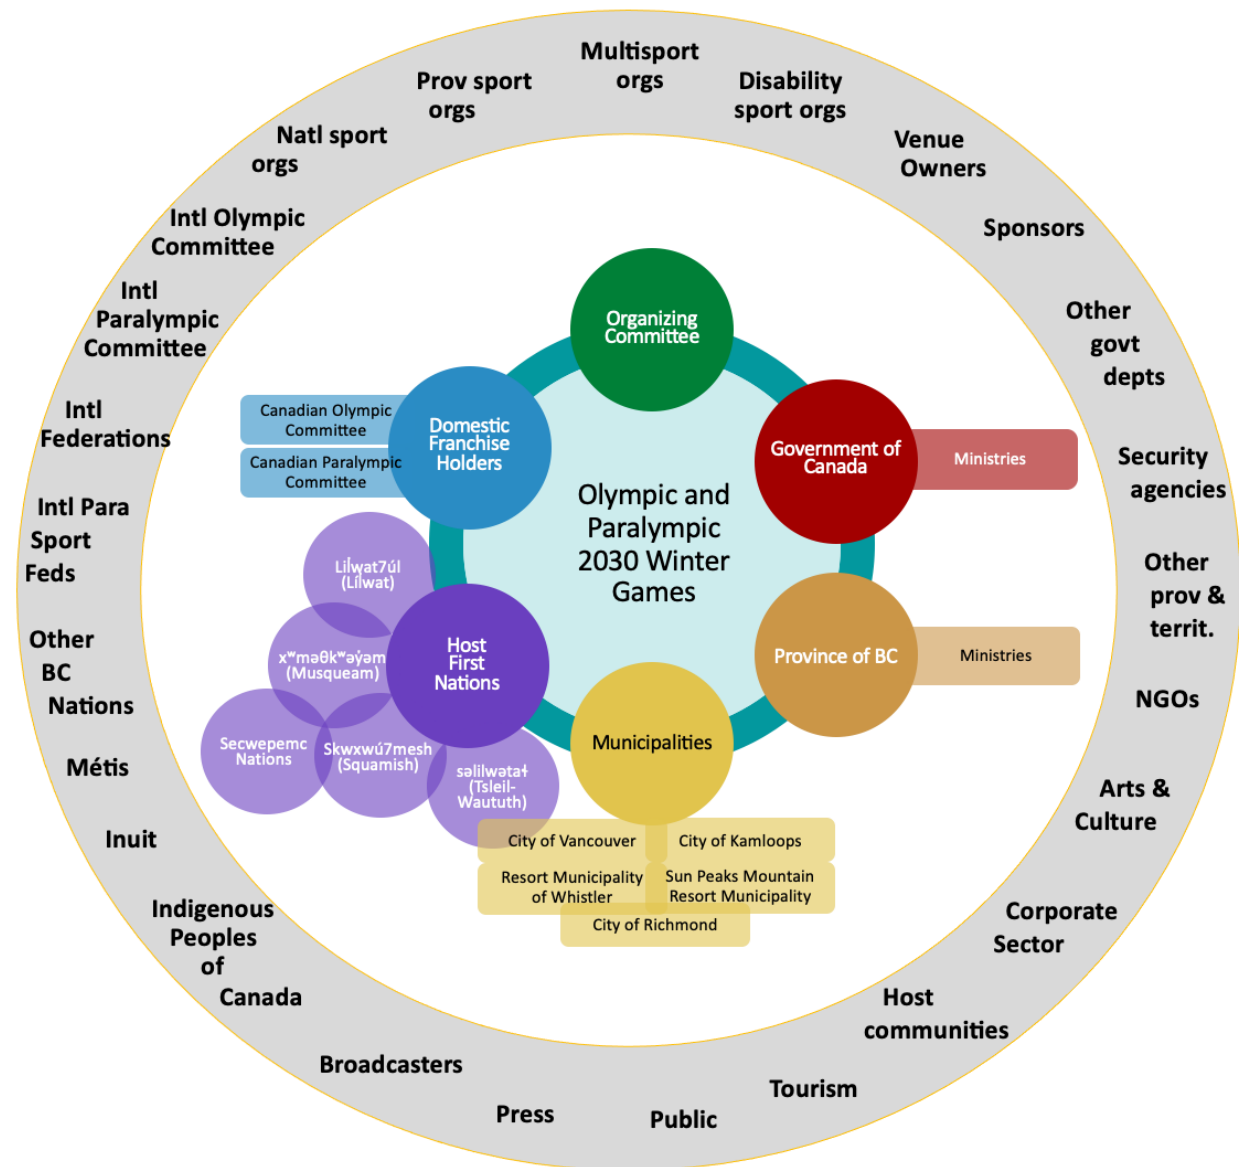 Multisport
orgs
Disability
sport orgs
Venue
Owners
Sponsors
Other
govt
depts
Security
agencies
Other
prov &
territ.
NGOs
Arts &
Culture
Corporate
Sector
Host
communities
Tourism
Public
Press
Broadcasters
Indigenous
Peoples
of
Canada
Inuit
Métis
Other
BC
Nations
Intl Para
Sport
Feds
Intl
Federations
Intl
Paralympic
Committee
Intl Olympic
Committee
Natl sport
orgs
Prov sport
orgs
Organizing
Committee
Government of
Canada
Ministries
Province of BC
Ministries
Municipalities
City of Vancouver
City of Kamloops
Resort Municipality
of Whistler
Sun Peaks Mountain
Resort Municipality
City of Richmond
Host
First
Nations
Lil̓wat7úl
(Líl̓wat)
xʷməθkʷəy̓əm
(Musqueam)
Secwepemc
Nations
Skwxwú7mesh
(Squamish)
səlilwətaɬ
(Tsleil-
Waututh)
Domestic
Franchise
Holders
Canadian Olympic
Committee
Canadian Paralympic
Committee
Olympic and
Paralympic
2030 Winter
Games